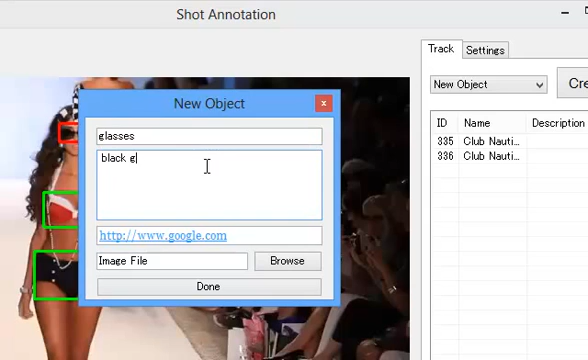 Shot Annotation
Track
Settings
New Object
Cre
ID Name Description
335 Club Nauti...
336 Club Nauti...
New Object
x
glasses
black g
http://www.google.com
Image File
Browse
Done